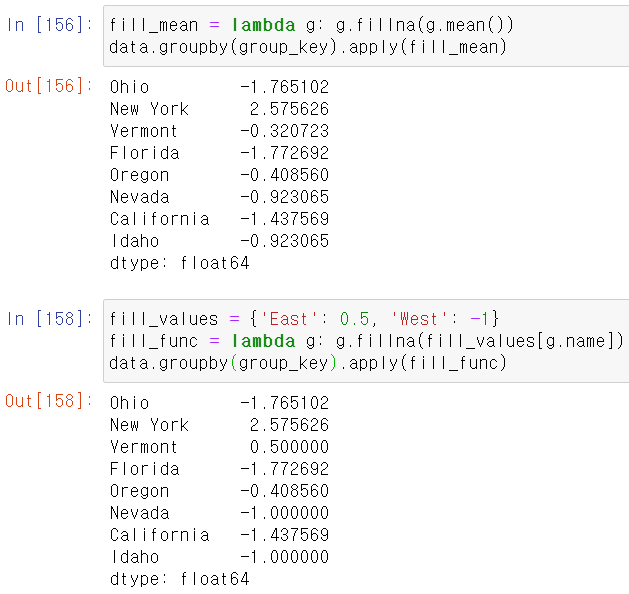 In [156]: fill_mean = lambda g: g.fillna(g.mean())
data.groupby(group_key).apply(fill_mean)
Out[156]: Ohio -1.765102
New York 2.575626
Vermont -0.320723
Florida -1.772692
Oregon -0.408560
Nevada -0.923065
California -1.437569
Idaho -0.923065
dtype: float64
In [158]: fill_values = {'East': 0.5, 'West': -1}
fill_func = lambda g: g.fillna(fill_values[g.name])
data.groupby(group_key).apply(fill_func)
Out[158]: Ohio -1.765102
New York 2.575626
Vermont 0.500000
Florida -1.772692
Oregon -0.408560
Nevada -1.000000
California -1.437569
Idaho -1.000000
dtype: float64